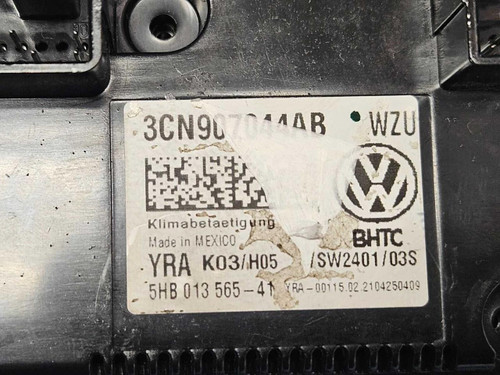 3CN907044AB WZU
Klimabetaetigung
Made in MEXICO
BHTC
YRA K03/H05 /SW2401/03S
5HB 013 565-41 YRA-00115.02 2104250409